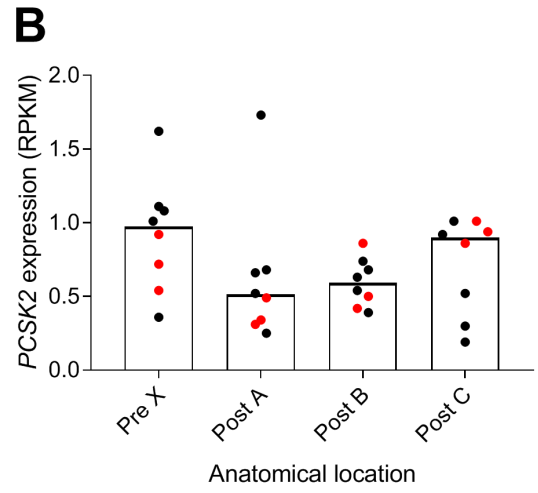 B
PCSK2 expression (RPKM)
2.0
1.5
1.0
0.5
0.0
Pre X
Post A
Post B
Post C
Anatomical location